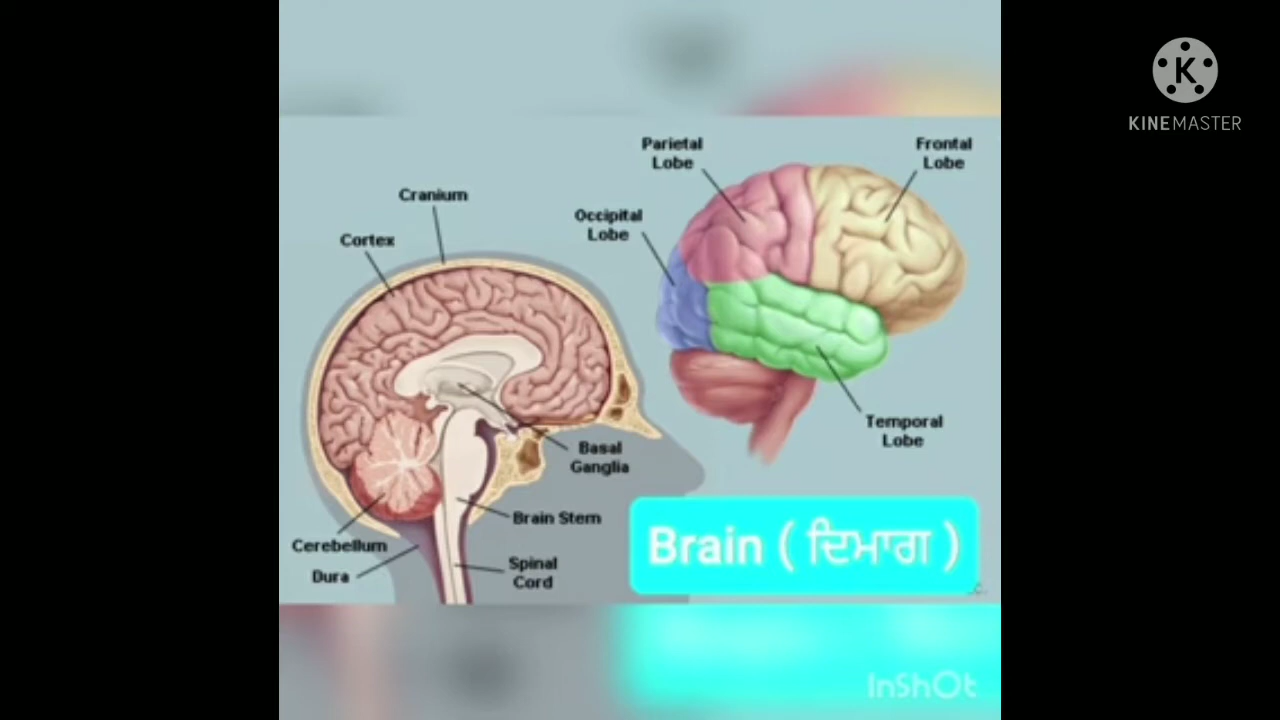 KINEMASTER
Parietal
Lobe
Frontal
Lobe
Cranium
Occipital
Lobe
Cortex
Temporal
Lobe
Basal
Ganglia
Brain Stem
Cerebellum
Dura
Spinal
Cord
Brain ( ਦਿਮਾਗ )
InShOt